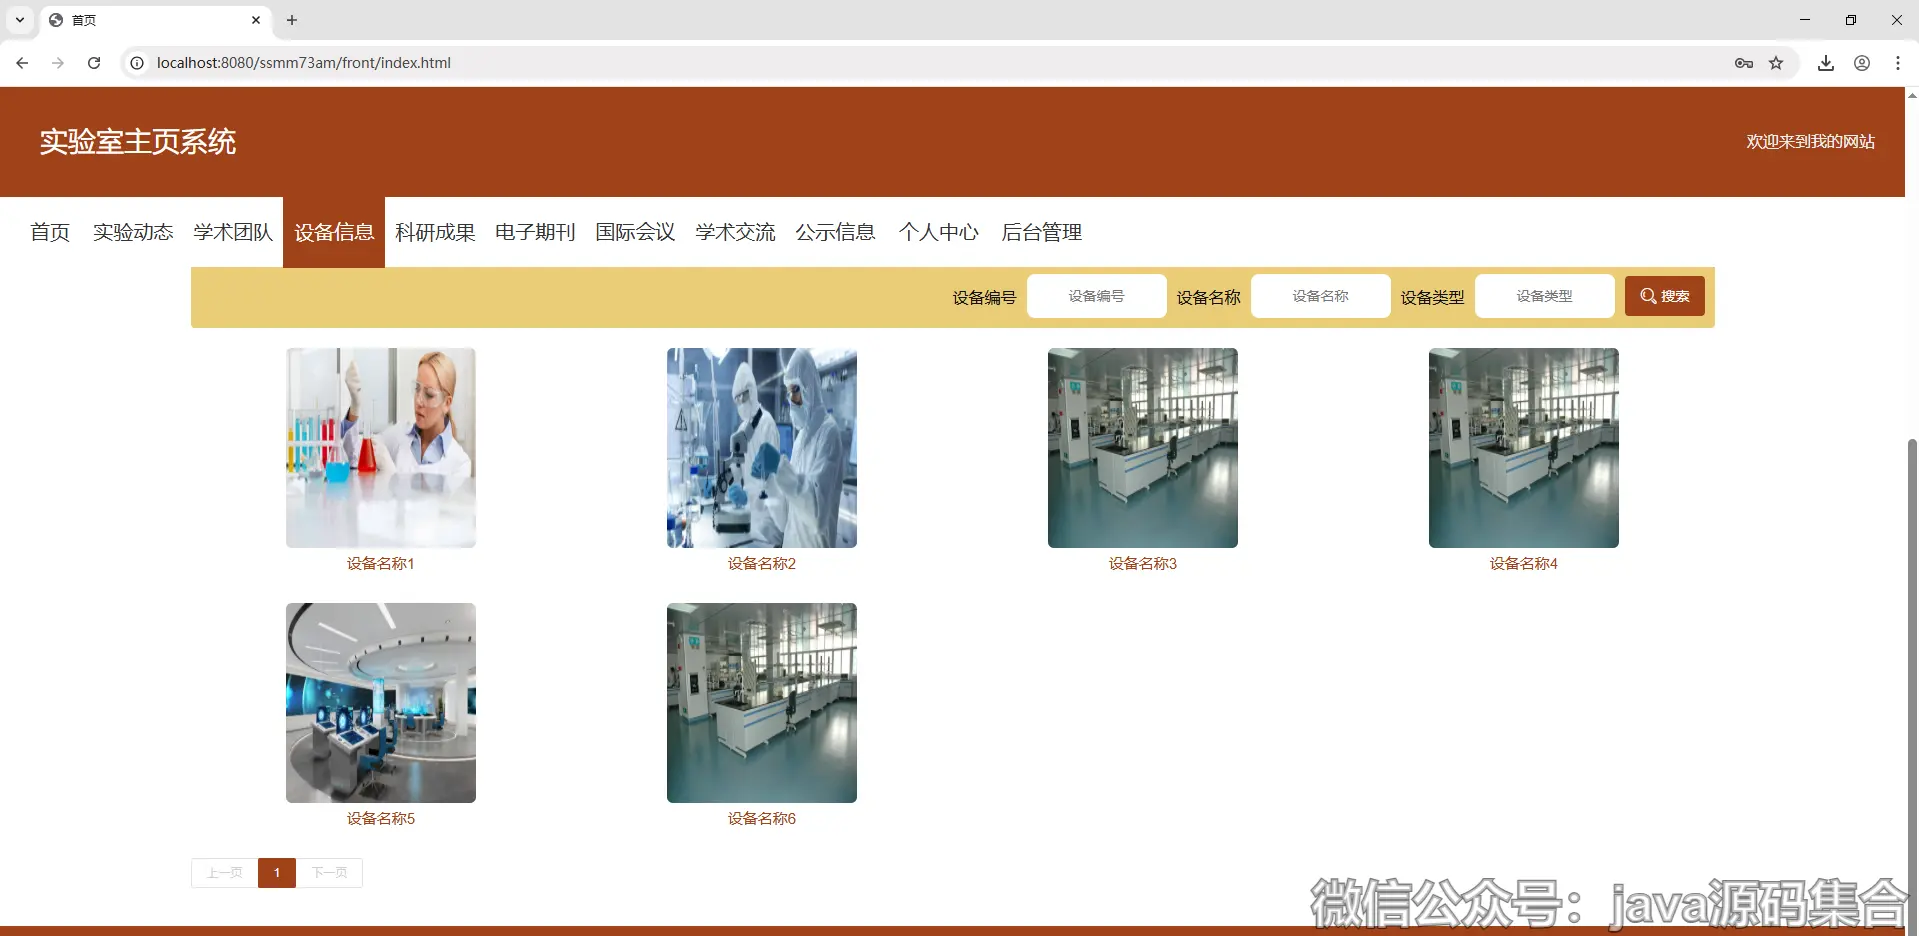 首页
localhost:8080/ssmm73am/front/index.html
实验室主页系统
欢迎来到我的网站
首页 实验动态 学术团队 设备信息 科研成果 电子期刊 国际会议 学术交流 公示信息 个人中心 后台管理
设备编号 设备编号 设备名称 设备名称 设备类型 设备类型 搜索
设备名称1 设备名称2 设备名称3 设备名称4
设备名称5 设备名称6
上一页 1 下一页
微信公众号：java源码集合